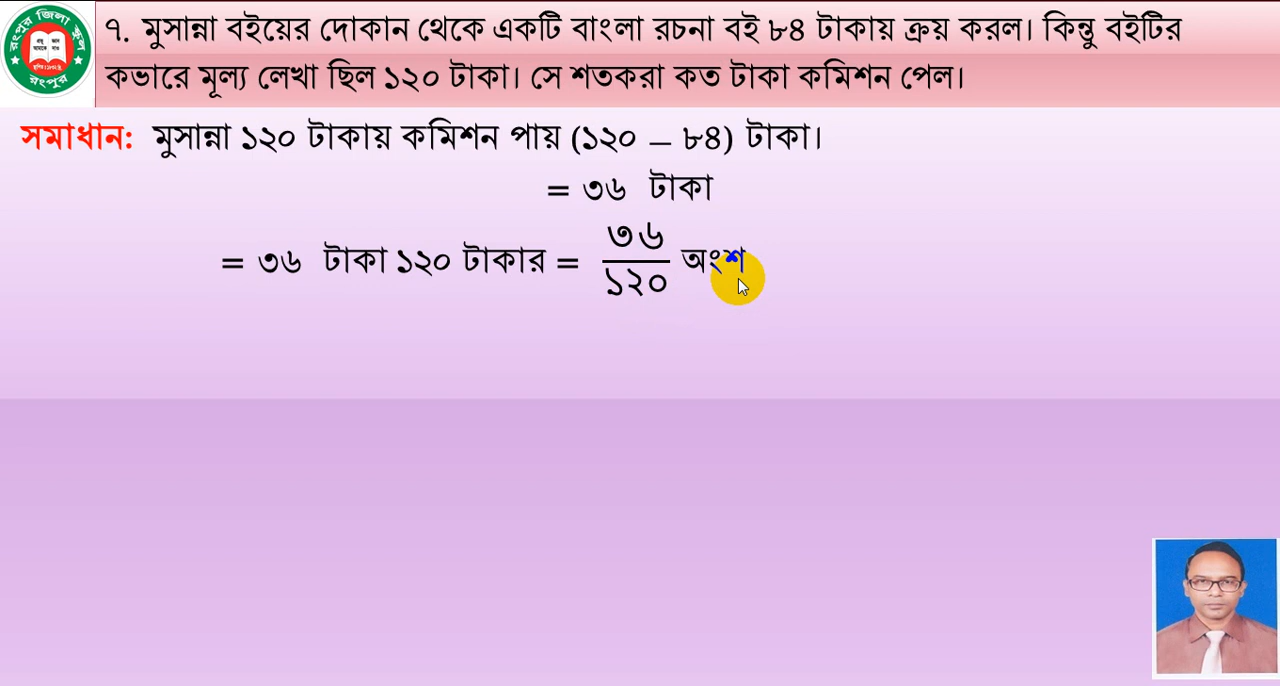 রংপুর জিলা স্কুল
রংপুর
৭. মুসান্না বইয়ের দোকান থেকে একটি বাংলা রচনা বই ৮৪ টাকায় ক্রয় করল। কিন্তু বইটির
কভারে মূল্য লেখা ছিল ১২০ টাকা। সে শতকরা কত টাকা কমিশন পেল।
সমাধান: মুসান্না ১২০ টাকায় কমিশন পায় (১২০ – ৮৪) টাকা।
= ৩৬ টাকা
= ৩৬ টাকা ১২০ টাকার = ৩৬/১২০ অংশ